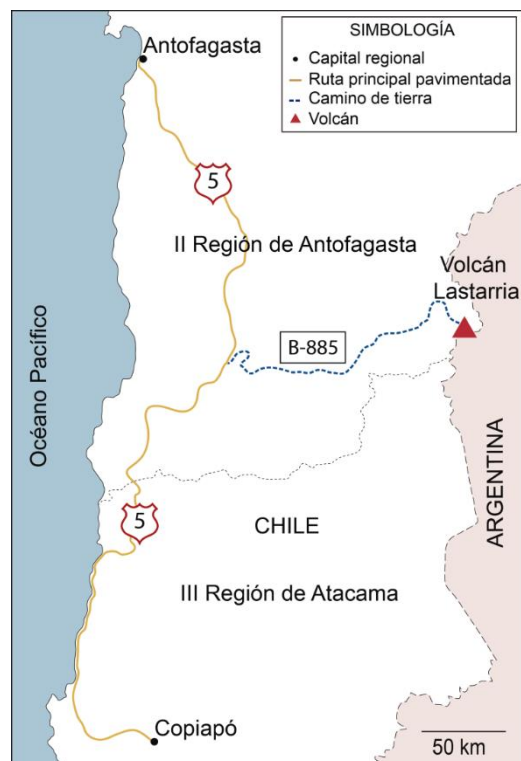 SIMBOLOGÍA
Capital regional
Ruta principal pavimentada
Camino de tierra
Volcán
Antofagasta
5
II Región de Antofagasta
Volcán
Lastarria
B-885
Océano Pacífico
ARGENTINA
5
CHILE
III Región de Atacama
Copiapó
50 km